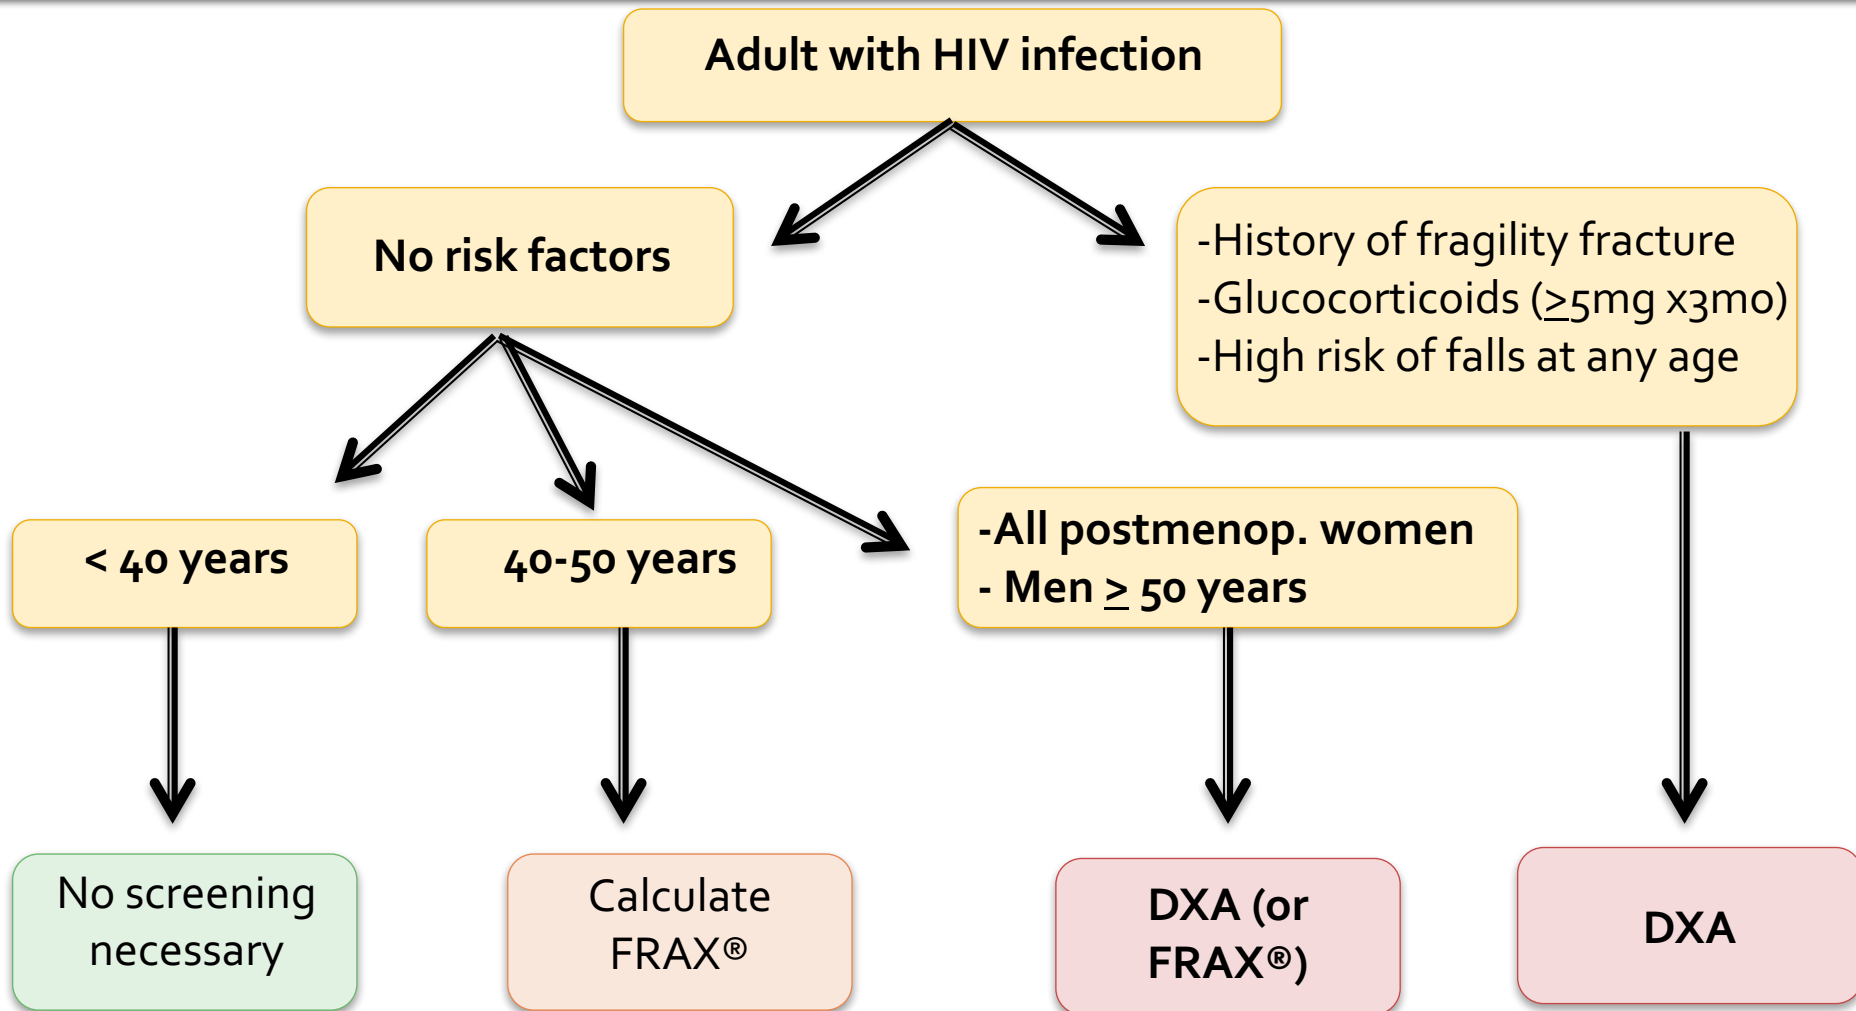 Adult with HIV infection
No risk factors
-History of fragility fracture
-Glucocorticoids (≥5mg x3mo)
-High risk of falls at any age
< 40 years
40-50 years
-All postmenop. women
- Men ≥ 50 years
No screening
necessary
Calculate
FRAX®
DXA (or
FRAX®)
DXA